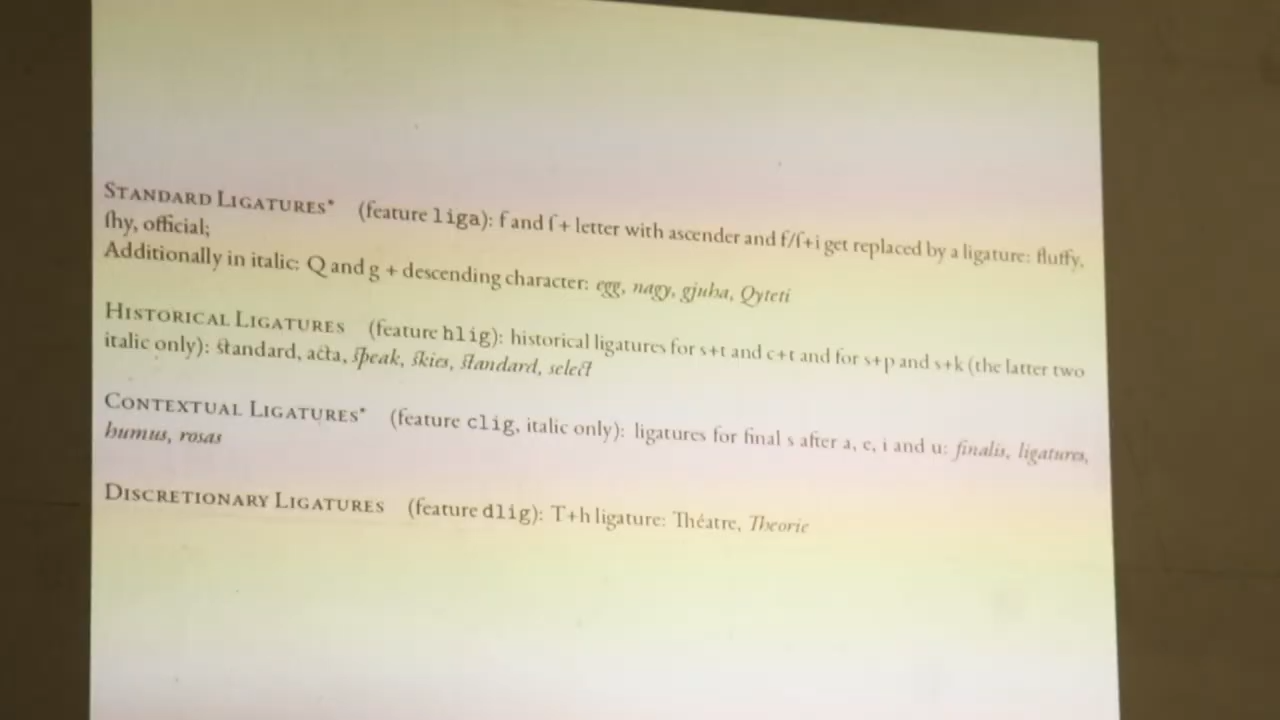 STANDARD LIGATURES* (feature liga): f and ſ + letter with ascender and f/ſ+i get replaced by a ligature: fluffy,
ſhy, official;
Additionally in italic: Q and g + descending character: egg, nagy, gjuha, Qyteti
HISTORICAL LIGATURES (feature hlig): historical ligatures for s+t and c+t and for s+p and s+k (the latter two
italic only): standard, acta, speak, skies, standard, select
CONTEXTUAL LIGATURES* (feature clig, italic only): ligatures for final s after a, e, i and u: finalis, ligatures,
humus, rosas
DISCRETIONARY LIGATURES (feature dlig): T+h ligature: Théatre, Theorie